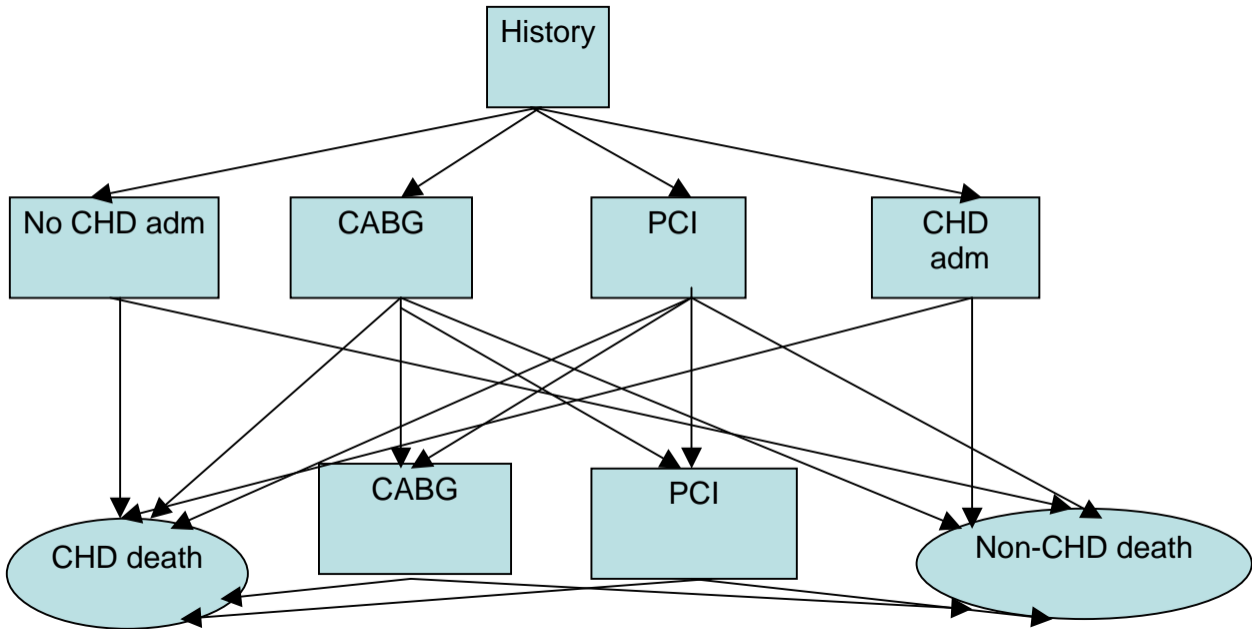 History
No CHD adm
CABG
PCI
CHD
adm
CABG
PCI
CHD death
Non-CHD death